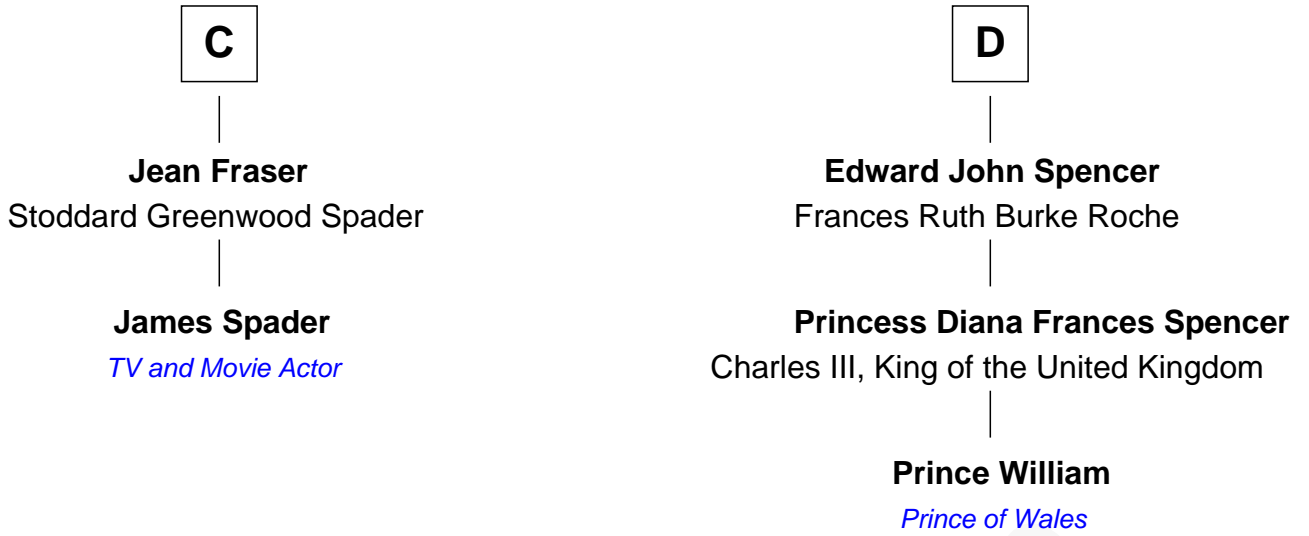 C
Jean Fraser
Stoddard Greenwood Spader
James Spader
TV and Movie Actor
D
Edward John Spencer
Frances Ruth Burke Roche
Princess Diana Frances Spencer
Charles III, King of the United Kingdom
Prince William
Prince of Wales